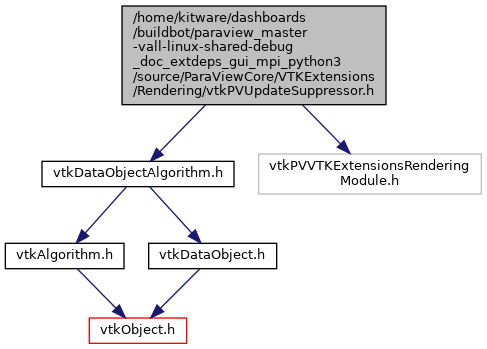 /home/kitware/dashboards
/buildbot/paraview_master
-vall-linux-shared-debug
_doc_extdeps_gui_mpi_python3
/source/ParaViewCore/VTKExtensions
/Rendering/vtkPVUpdateSuppressor.h
vtkDataObjectAlgorithm.h
vtkPVVTKExtensionsRendering
Module.h
vtkAlgorithm.h
vtkDataObject.h
vtkObject.h